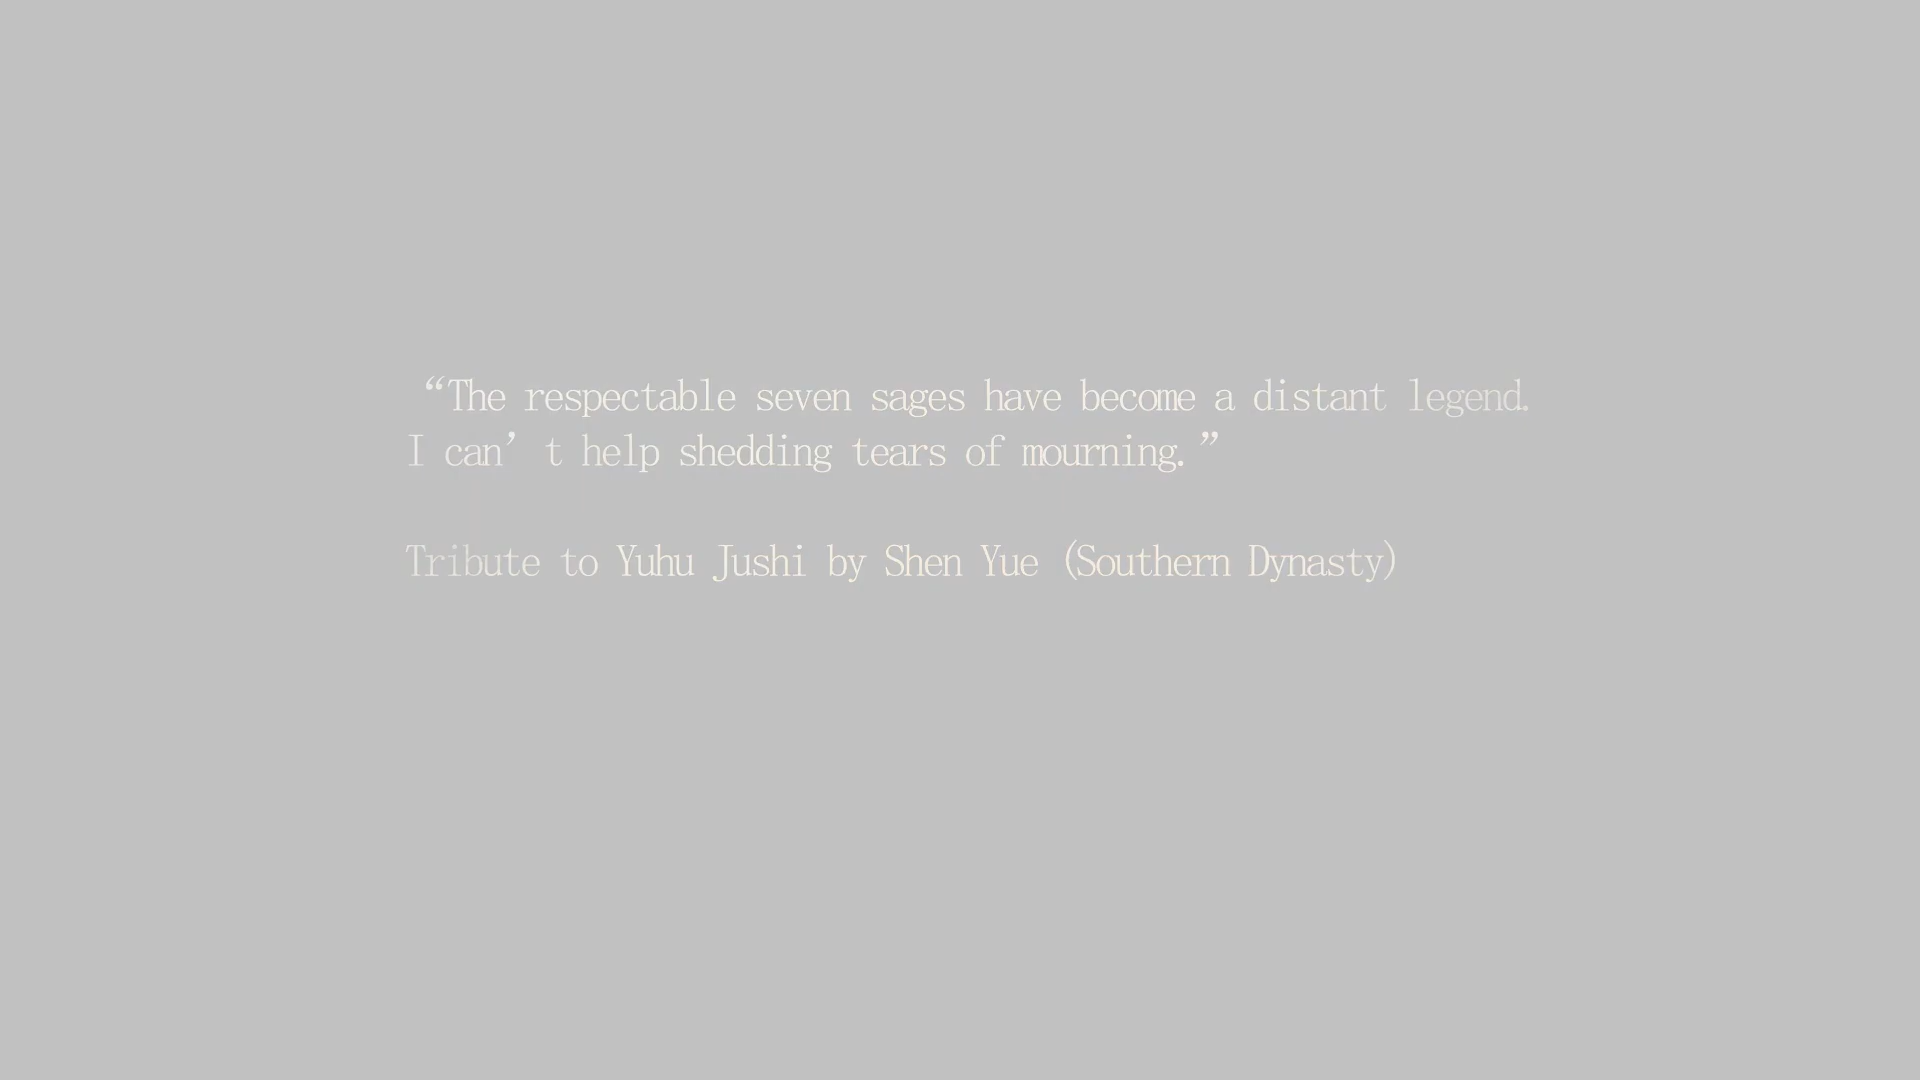 “The respectable seven sages have become a distant legend.
I can’t help shedding tears of mourning.”
Tribute to Yuhu Jushi by Shen Yue (Southern Dynasty)